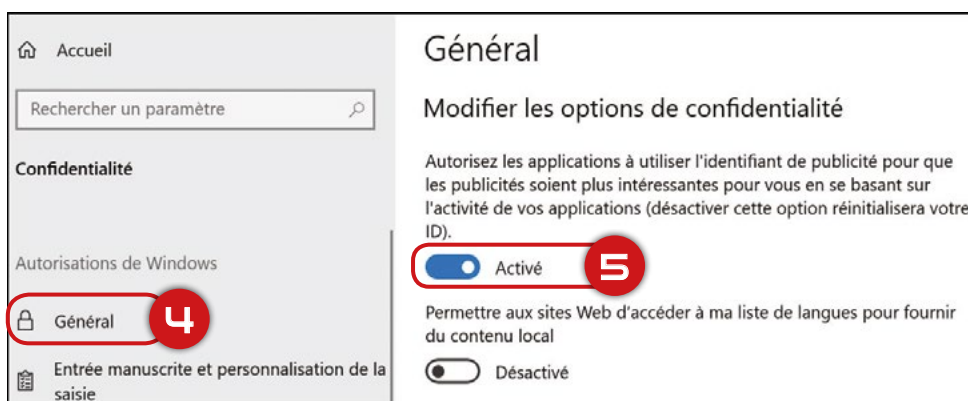 Accueil
Rechercher un paramètre
Confidentialité
Autorisations de Windows
Général
4
Entrée manuscrite et personnalisation de la
saisie
Général
Modifier les options de confidentialité
Autorisez les applications à utiliser l'identifiant de publicité pour que
les publicités soient plus intéressantes pour vous en se basant sur
l'activité de vos applications (désactiver cette option réinitialisera votre
ID).
Activé
5
Permettre aux sites Web d'accéder à ma liste de langues pour fournir
du contenu local
Désactivé